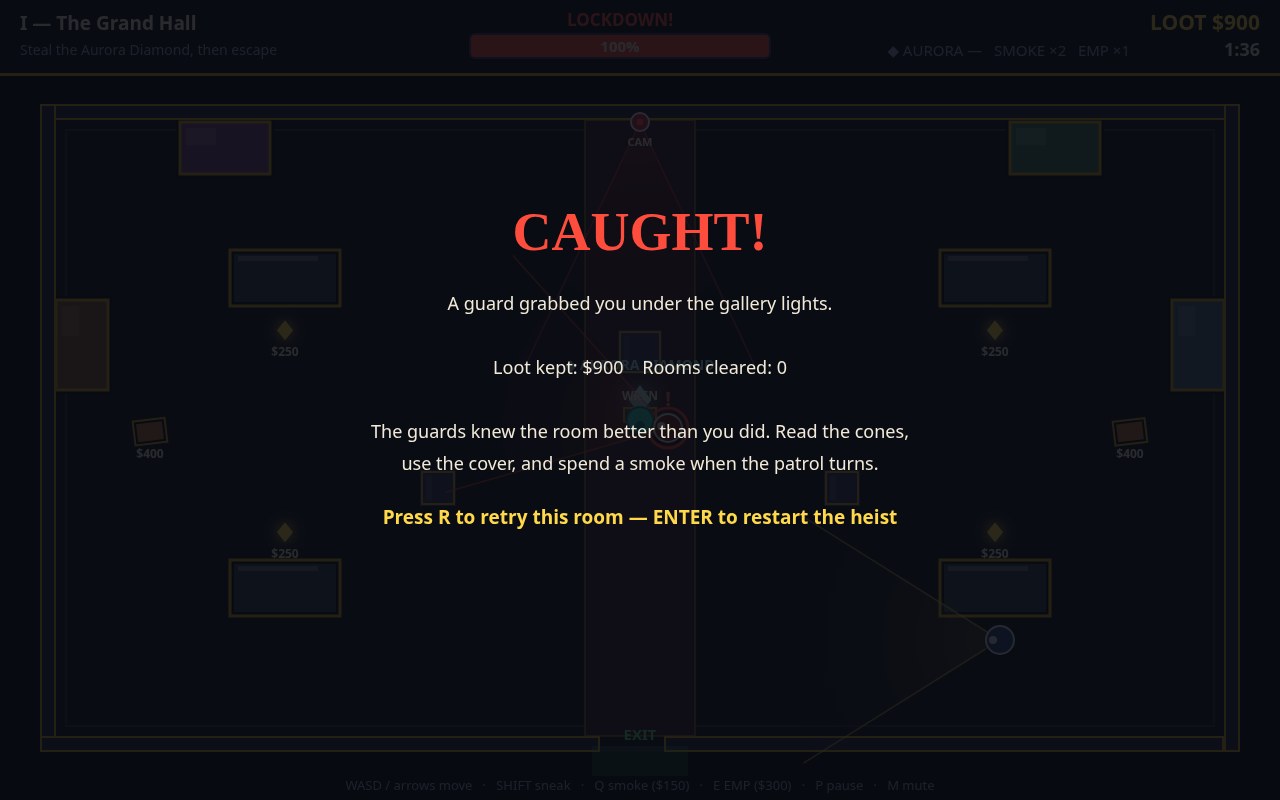 I — The Grand Hall
LOCKDOWN!
LOOT $900
Steal the Aurora Diamond, then escape
100%
◆ AURORA — SMOKE ×2 EMP ×1
1:36
CAM
CAUGHT!
A guard grabbed you under the gallery lights.
$250
$250
Loot kept: $900 Rooms cleared: 0
!
The guards knew the room better than you did. Read the cones,
$400
$400
use the cover, and spend a smoke when the patrol turns.
Press R to retry this room — ENTER to restart the heist
$250
$250
EXIT
WASD / arrows move · SHIFT sneak · Q smoke ($150) · E EMP ($300) · P pause · M mute